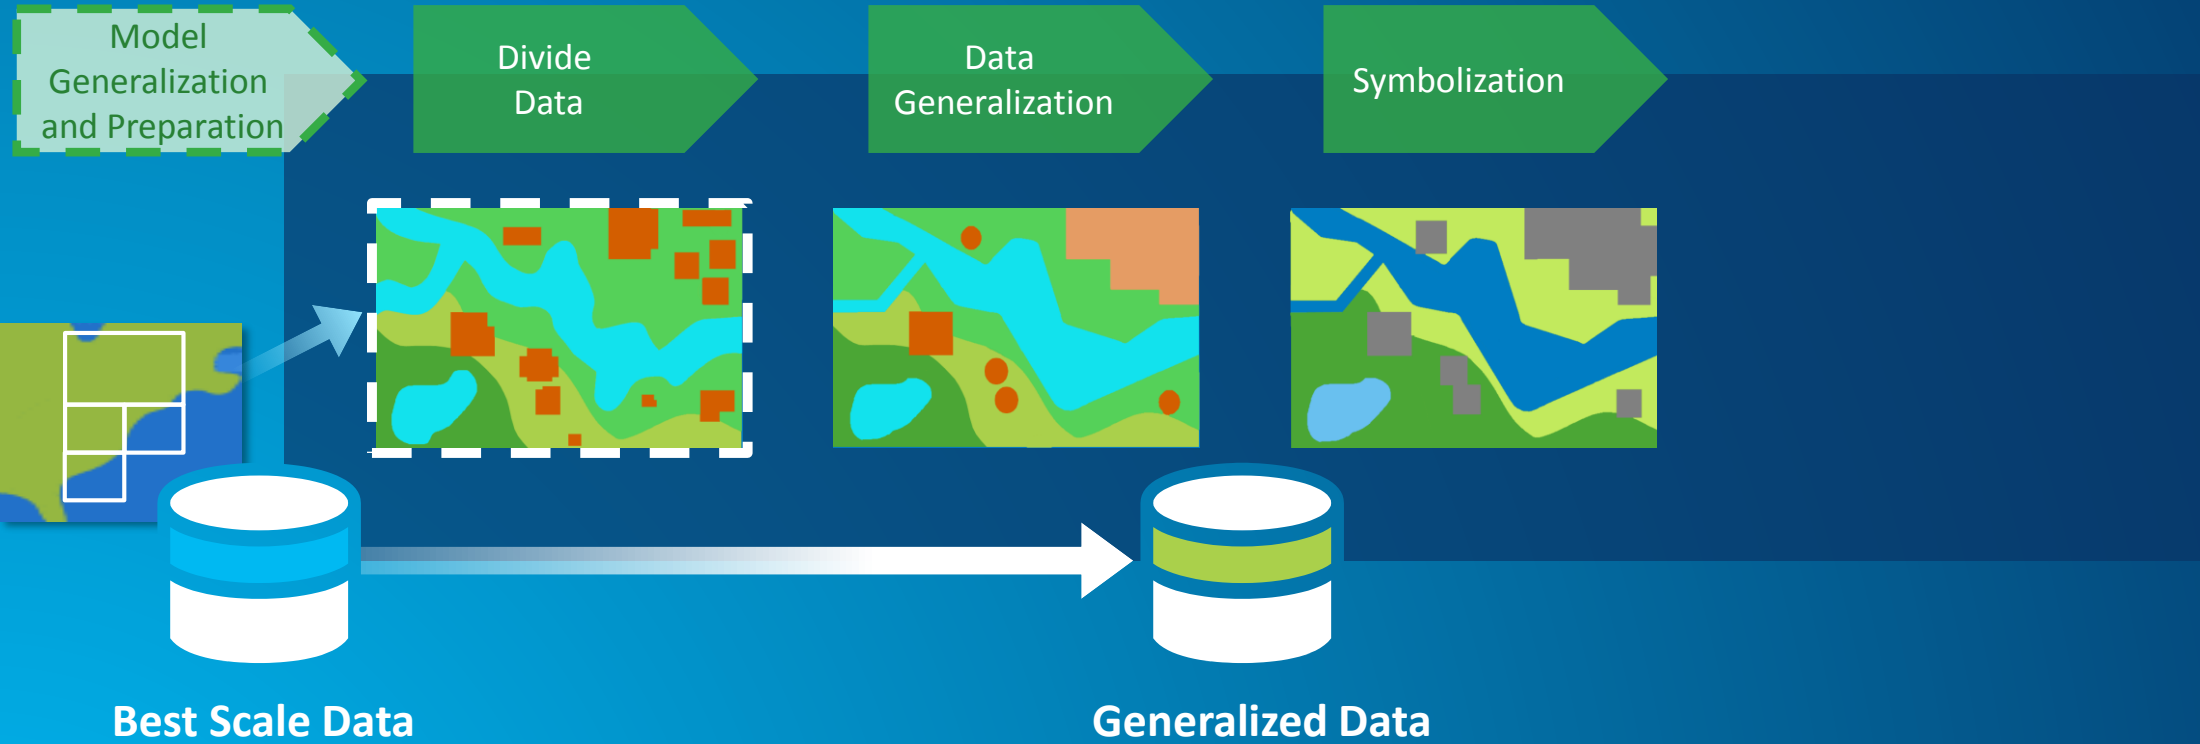 Model
Generalization
and Preparation
Divide
Data
Data
Generalization
Symbolization
Best Scale Data
Generalized Data